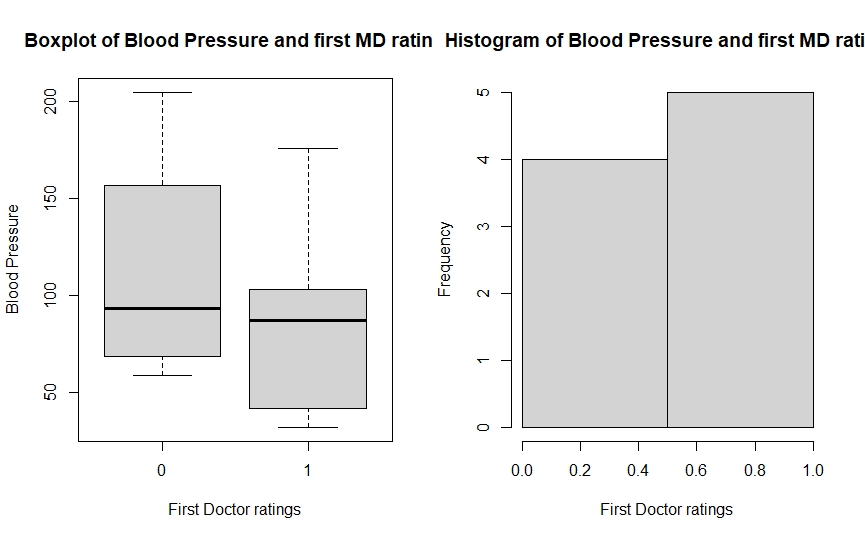 Boxplot of Blood Pressure and first MD ratin
Histogram of Blood Pressure and first MD rati
Blood Pressure
200
150
100
50
0 1
First Doctor ratings
Frequency
5
4
3
2
1
0
0.0 0.2 0.4 0.6 0.8 1.0
First Doctor ratings